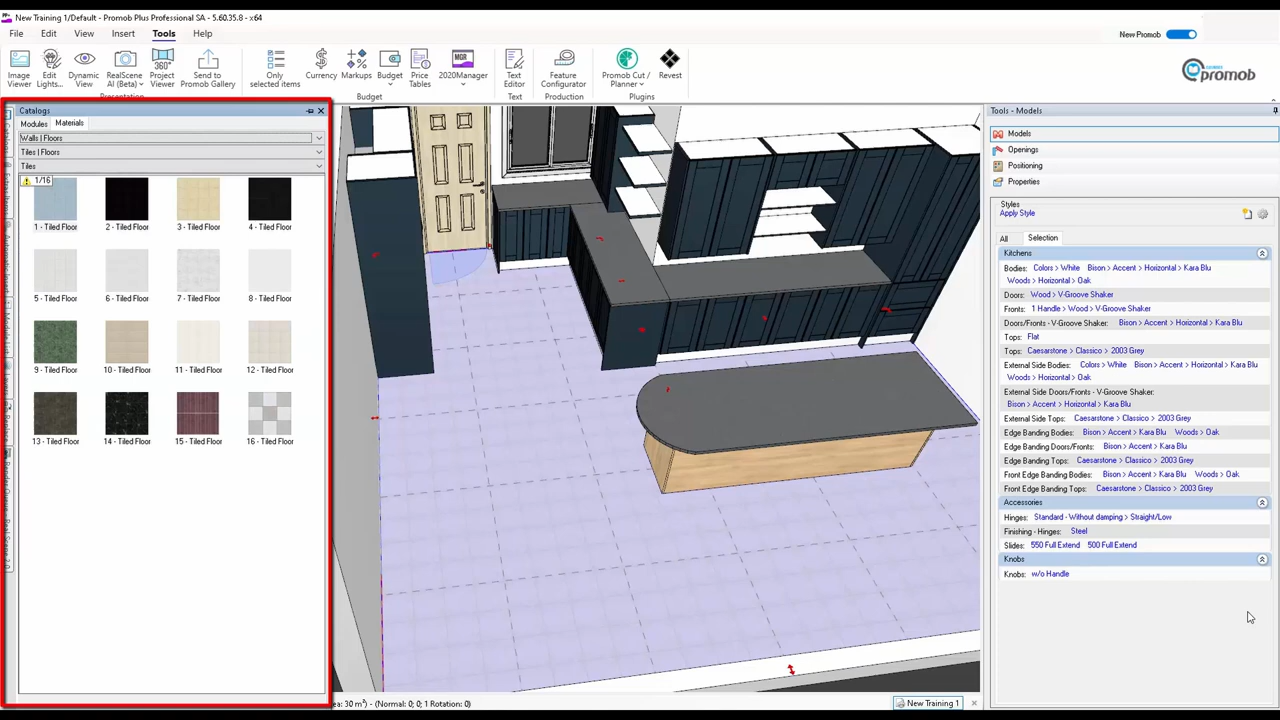 New Training 1/Default - Promob Plus Professional SA - 5.60.35.8 - x64
File Edit View Insert Tools Help
New Promob
Image Viewer
Edit Lights...
Dynamic View
RealScene AI (Beta)
Project Viewer
Send to Promob Gallery
Only selected items
Currency
Markups
Budget
Price Tables
2020Manager
Text Editor
Feature Configurator
Promob Cut / Planner
Revest
Presentation
Budget
Text
Production
Plugins
promob
Catalogs
Modules Materials
Walls | Floors
Tiles | Floors
Tiles
1/16
1 - Tiled Floor 2 - Tiled Floor 3 - Tiled Floor 4 - Tiled Floor
5 - Tiled Floor 6 - Tiled Floor 7 - Tiled Floor 8 - Tiled Floor
9 - Tiled Floor 10 - Tiled Floor 11 - Tiled Floor 12 - Tiled Floor
13 - Tiled Floor 14 - Tiled Floor 15 - Tiled Floor 16 - Tiled Floor
30 m²) - (Normal: 0; 0; 1 Rotation: 0)
New Training 1
Tools - Models
Models
Openings
Positioning
Properties
Styles
Apply Style
All Selection
Kitchens
Bodies: Colors > White Bison > Accent > Horizontal > Kara Blu
Woods > Horizontal > Oak
Doors: Wood > V-Groove Shaker
Fronts: 1 Handle > Wood > V-Groove Shaker
Doors/Fronts - V-Groove Shaker: Bison > Accent > Horizontal > Kara Blu
Tops: Flat
Tops: Caesarstone > Classico > 2003 Grey
External Side Bodies: Colors > White Bison > Accent > Horizontal > Kara Blu
Woods > Horizontal > Oak
External Side Doors/Fronts - V-Groove Shaker:
Bison > Accent > Horizontal > Kara Blu
External Side Tops: Caesarstone > Classico > 2003 Grey
Edge Banding Bodies: Bison > Accent > Kara Blu Woods > Oak
Edge Banding Doors/Fronts: Bison > Accent > Kara Blu
Edge Banding Tops: Caesarstone > Classico > 2003 Grey
Front Edge Banding Bodies: Bison > Accent > Kara Blu Woods > Oak
Front Edge Banding Tops: Caesarstone > Classico > 2003 Grey
Accessories
Hinges: Standard - Without damping > Straight/Low
Finishing - Hinges: Steel
Slides: 550 Full Extend 500 Full Extend
Knobs
Knobs: w/o Handle